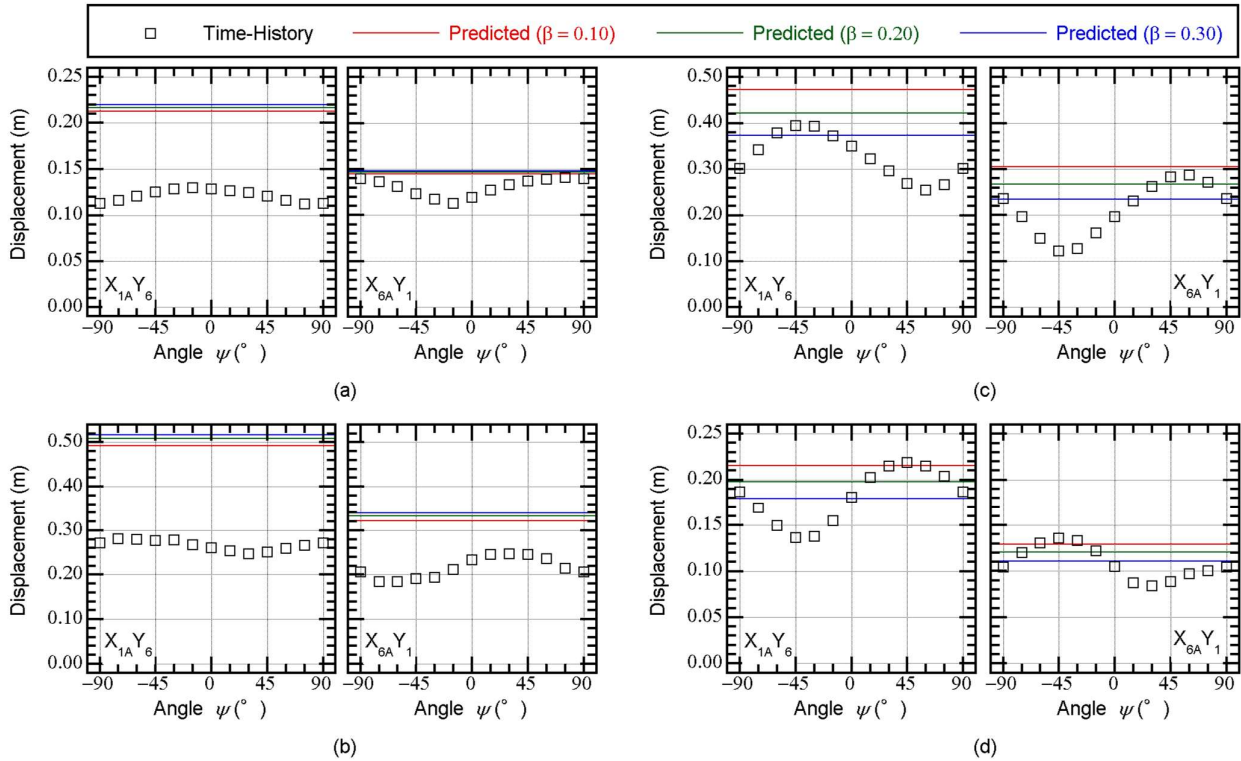 Time-History Predicted (β = 0.10) Predicted (β = 0.20) Predicted (β = 0.30)
0.25
0.20
0.15
0.10
0.05
0.00
Displacement (m)
X1AY6
X6AY1
−90 −45 0 45 90 −90 −45 0 45 90
Angle ψ(°) Angle ψ(°)
(a)
0.50
0.40
0.30
0.20
0.10
0.00
Displacement (m)
X1AY6
X6AY1
−90 −45 0 45 90 −90 −45 0 45 90
Angle ψ(°) Angle ψ(°)
(c)
0.50
0.40
0.30
0.20
0.10
0.00
Displacement (m)
X1AY6
X6AY1
−90 −45 0 45 90 −90 −45 0 45 90
Angle ψ(°) Angle ψ(°)
(b)
0.25
0.20
0.15
0.10
0.05
0.00
Displacement (m)
X1AY6
X6AY1
−90 −45 0 45 90 −90 −45 0 45 90
Angle ψ(°) Angle ψ(°)
(d)